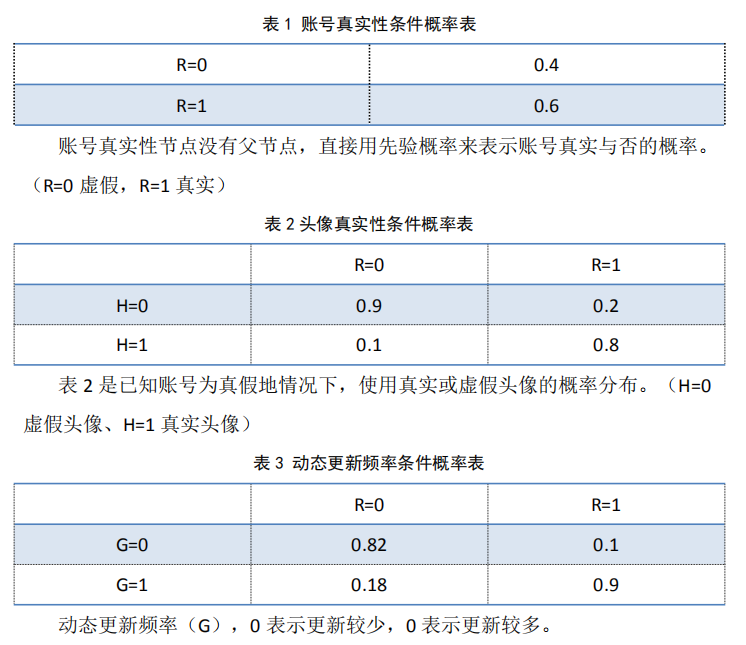 表1 账号真实性条件概率表
R=0 0.4
R=1 0.6
账号真实性节点没有父节点，直接用先验概率来表示账号真实与否的概率。
（R=0 虚假，R=1 真实）
表2头像真实性条件概率表
R=0 R=1
H=0 0.9 0.2
H=1 0.1 0.8
表 2 是已知账号为真假地情况下，使用真实或虚假头像的概率分布。（H=0
虚假头像、H=1 真实头像）
表3 动态更新频率条件概率表
R=0 R=1
G=0 0.82 0.1
G=1 0.18 0.9
动态更新频率（G），0 表示更新较少，0 表示更新较多。